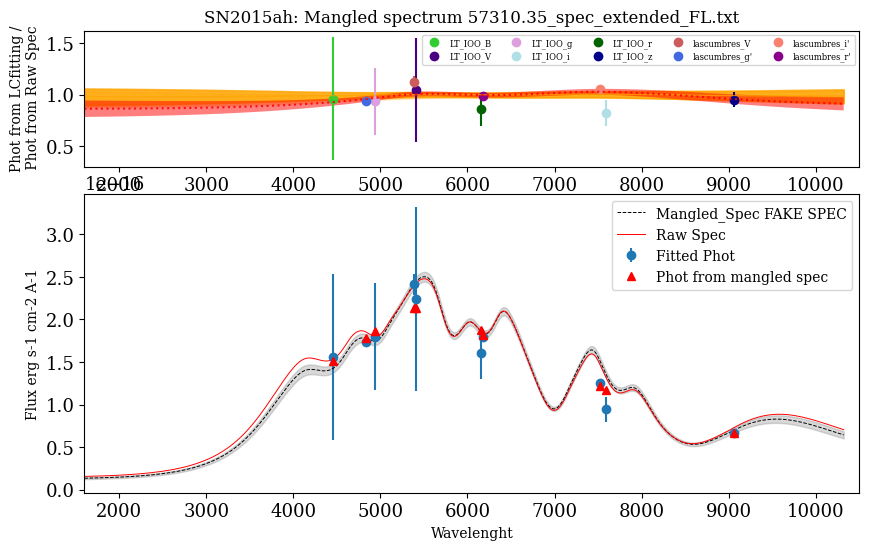 SN2015ah: Mangled spectrum 57310.35_spec_extended_FL.txt
Phot from LCfitting /
Phot from Raw Spec
1.5
1.0
0.5
LT_IOO_B LT_IOO_g LT_IOO_r lascumbres_V lascumbres_i'
LT_IOO_V LT_IOO_i LT_IOO_z lascumbres_g' lascumbres_r'
2000 3000 4000 5000 6000 7000 8000 9000 10000
1e−16
Flux erg s-1 cm-2 A-1
3.0
2.5
2.0
1.5
1.0
0.5
0.0
Mangled_Spec FAKE SPEC
Raw Spec
Fitted Phot
Phot from mangled spec
2000 3000 4000 5000 6000 7000 8000 9000 10000
Wavelenght